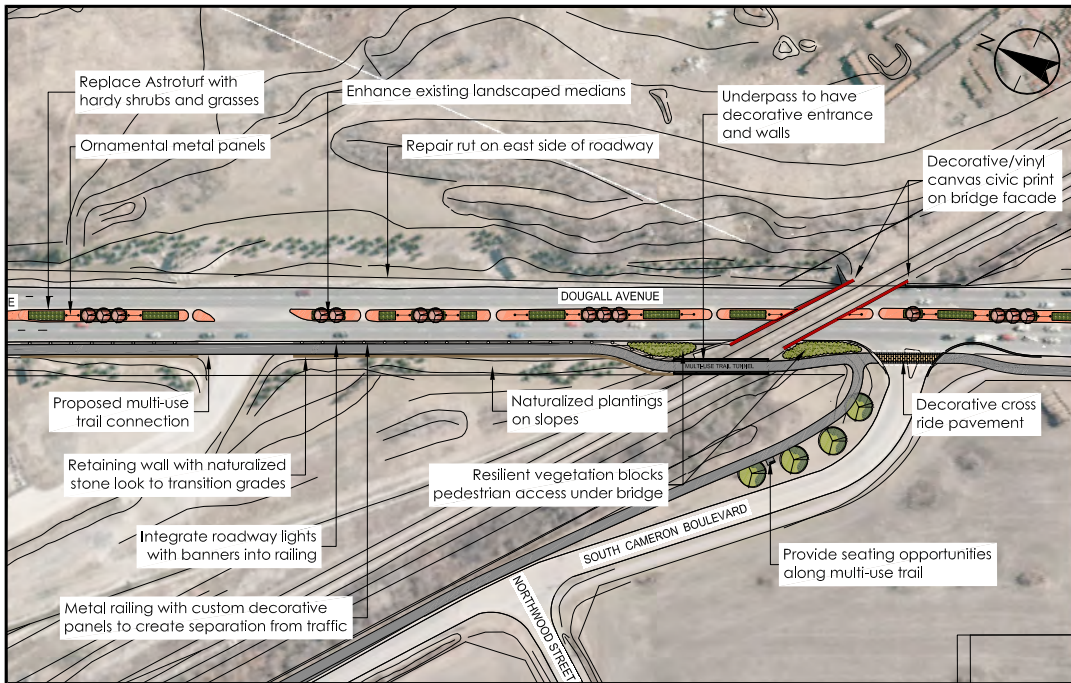 N
Replace Astroturf with
hardy shrubs and grasses
Enhance existing landscaped medians
Underpass to have
decorative entrance
and walls
Ornamental metal panels
Repair rut on east side of roadway
Decorative/vinyl
canvas civic print
on bridge facade
E
DOUGALL AVENUE
MULTI-USE TRAIL TUNNEL
Proposed multi-use
trail connection
Naturalized plantings
on slopes
Decorative cross
ride pavement
Retaining wall with naturalized
stone look to transition grades
Resilient vegetation blocks
pedestrian access under bridge
Integrate roadway lights
with banners into railing
SOUTH CAMERON BOULEVARD
Provide seating opportunities
along multi-use trail
NORTHWOOD STREET
Metal railing with custom decorative
panels to create separation from traffic